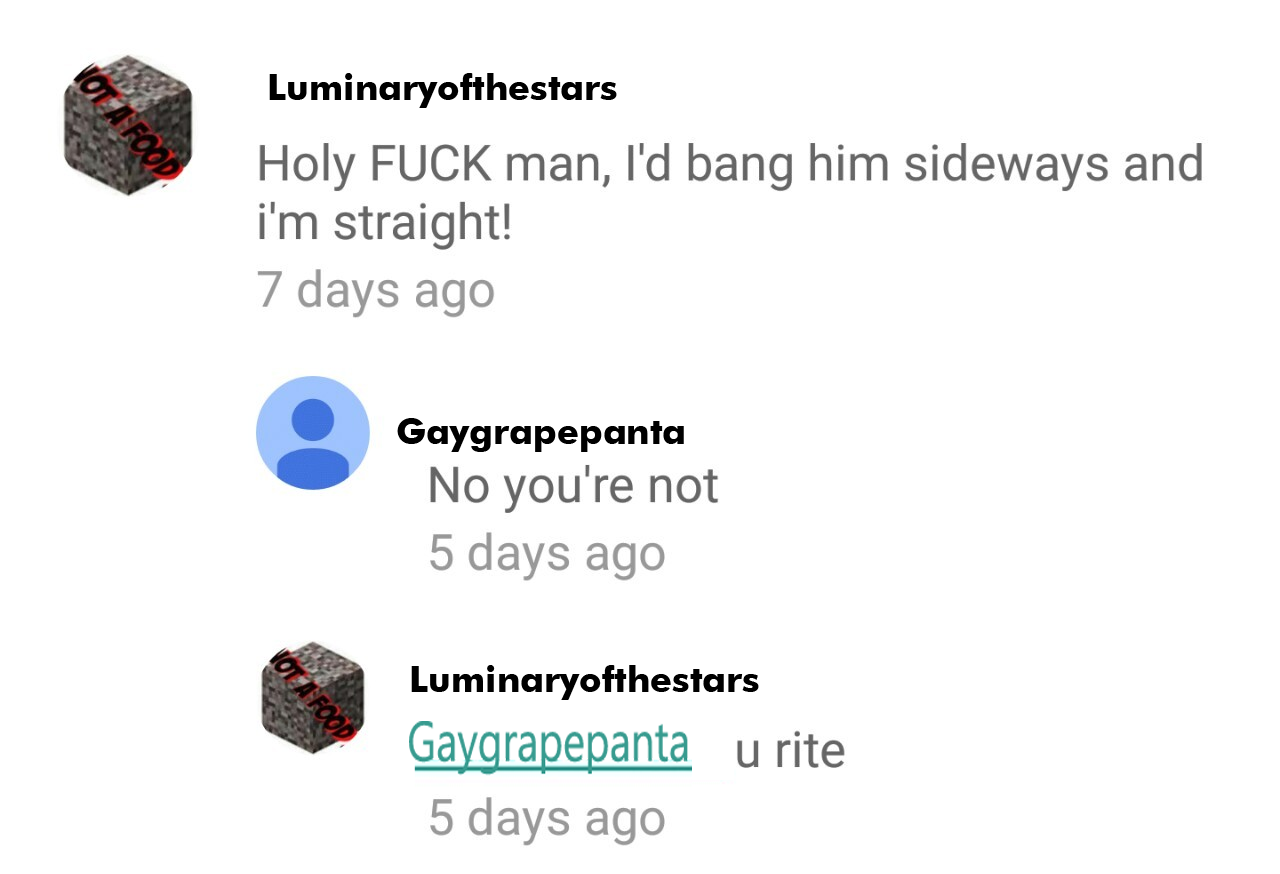 NOT A FOOD
Luminaryofthestars
Holy FUCK man, I'd bang him sideways and
i'm straight!
7 days ago
Gaygrapepanta
No you're not
5 days ago
NOT A FOOD
Luminaryofthestars
Gaygrapepanta u rite
5 days ago